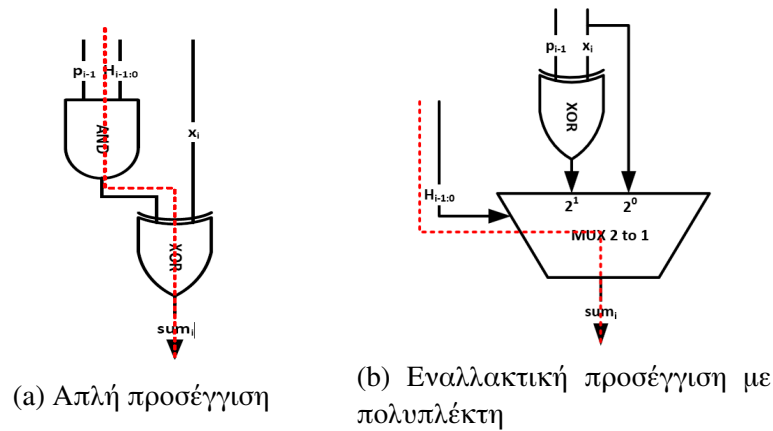 p_{i-1} H_{i-1:0}
x_i
AND
XOR
sum_i
(a) Απλή προσέγγιση
p_{i-1} x_i
XOR
H_{i-1:0}
2^1 2^0
MUX 2 to 1
sum_i
(b) Εναλλακτική προσέγγιση με
πολυπλέκτη